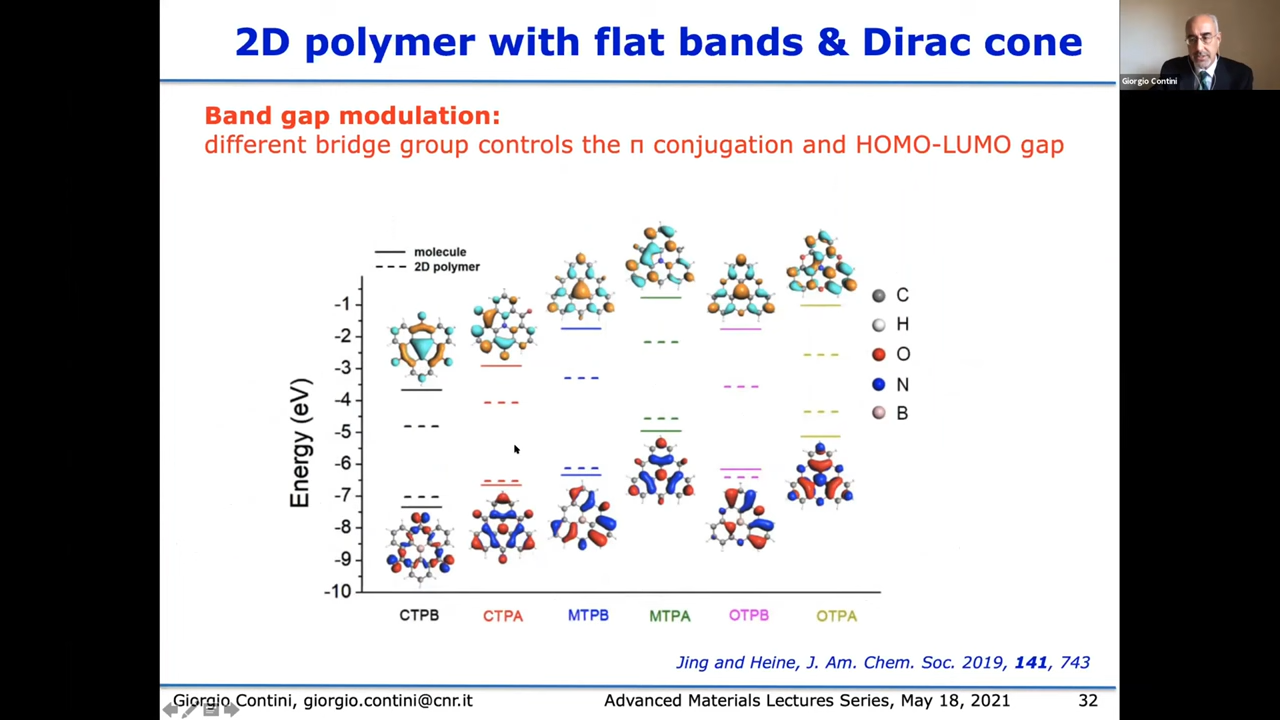 2D polymer with flat bands & Dirac cone
Giorgio Contini
Band gap modulation:
different bridge group controls the π conjugation and HOMO-LUMO gap
molecule
2D polymer
Energy (eV)
-1
-2
-3
-4
-5
-6
-7
-8
-9
-10
C
H
O
N
B
CTPB CTPA MTPB MTPA OTPB OTPA
Jing and Heine, J. Am. Chem. Soc. 2019, 141, 743
Giorgio Contini, giorgio.contini@cnr.it Advanced Materials Lectures Series, May 18, 2021 32